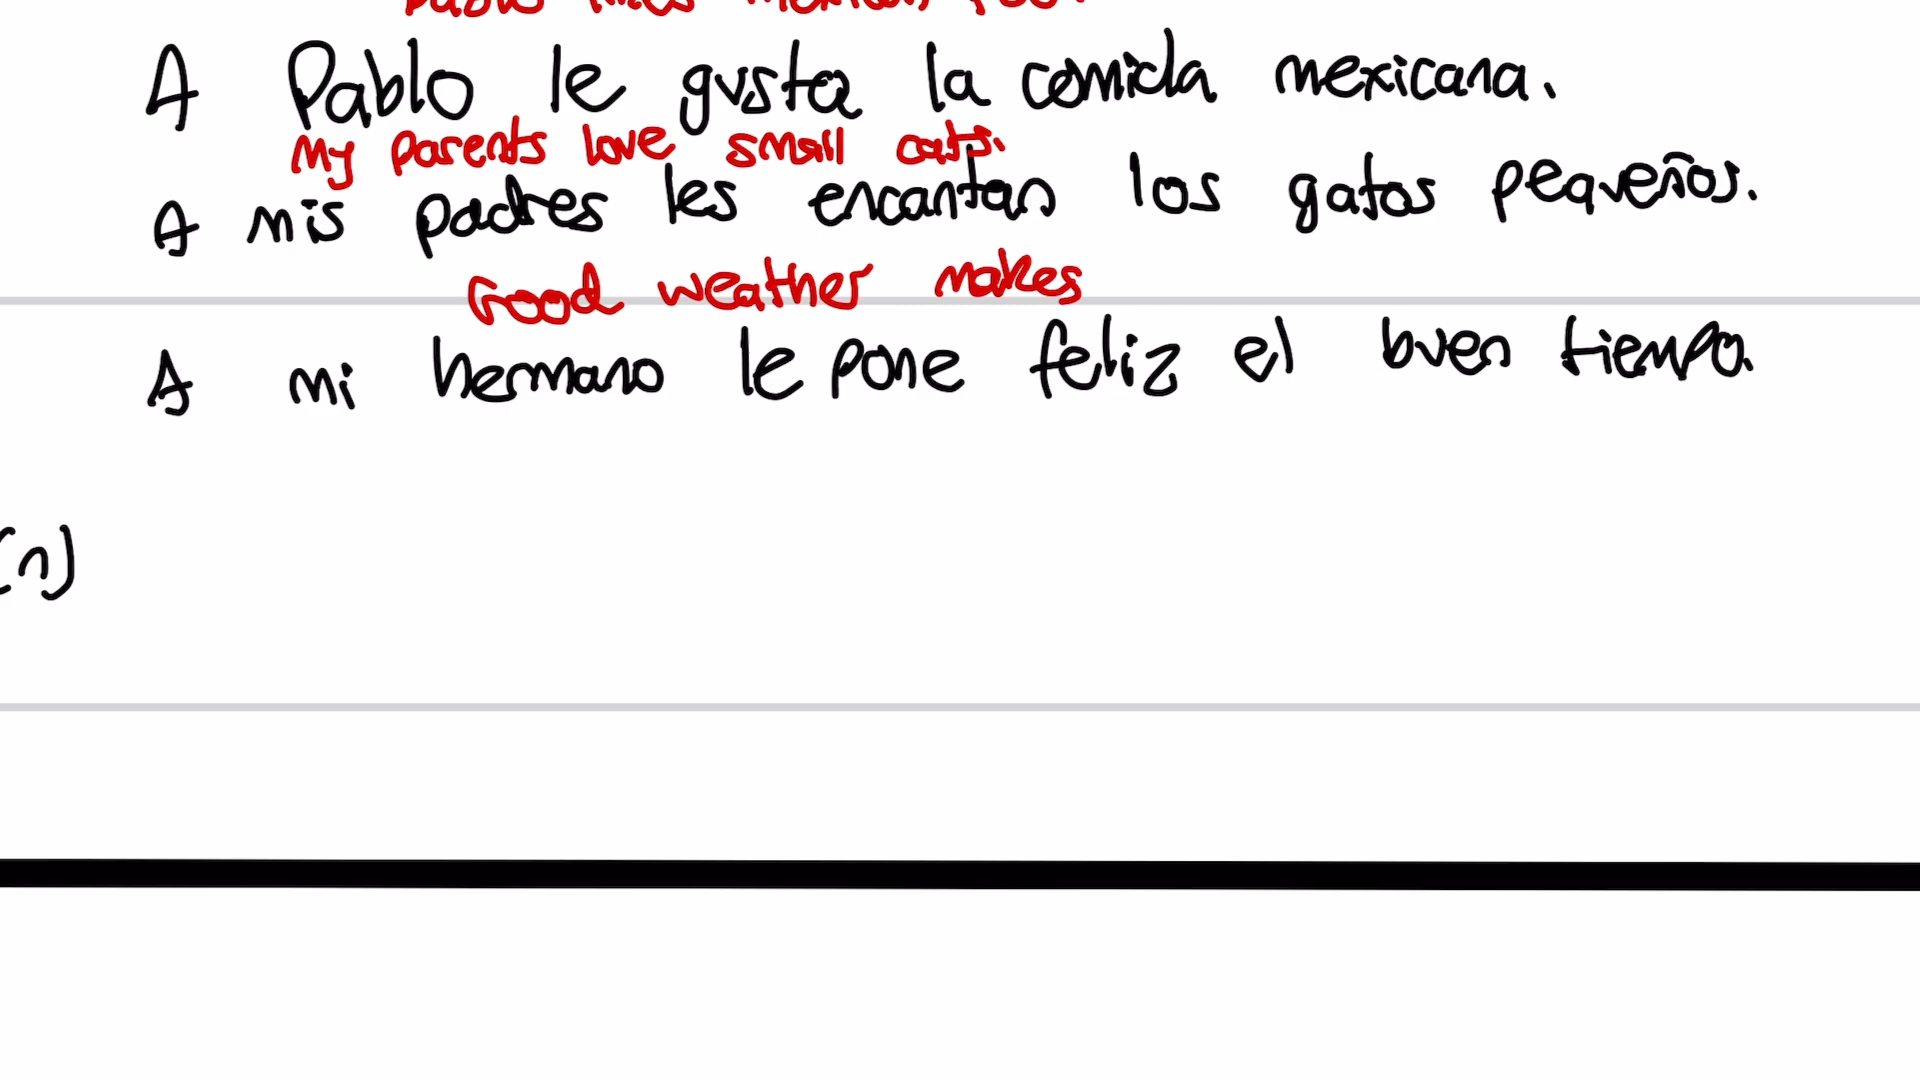 A Pablo le gusta la comida mexicana.
my parents love small cats.
A mis padres les encantan los gatos pequeños.
Good weather makes
A mi hermano le pone feliz el buen tiempo.
(n)